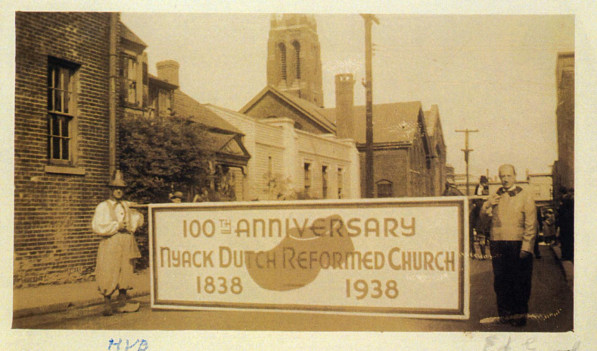 100TH ANNIVERSARY
NYACK DUTCH REFORMED CHURCH
1838 1938
HVB